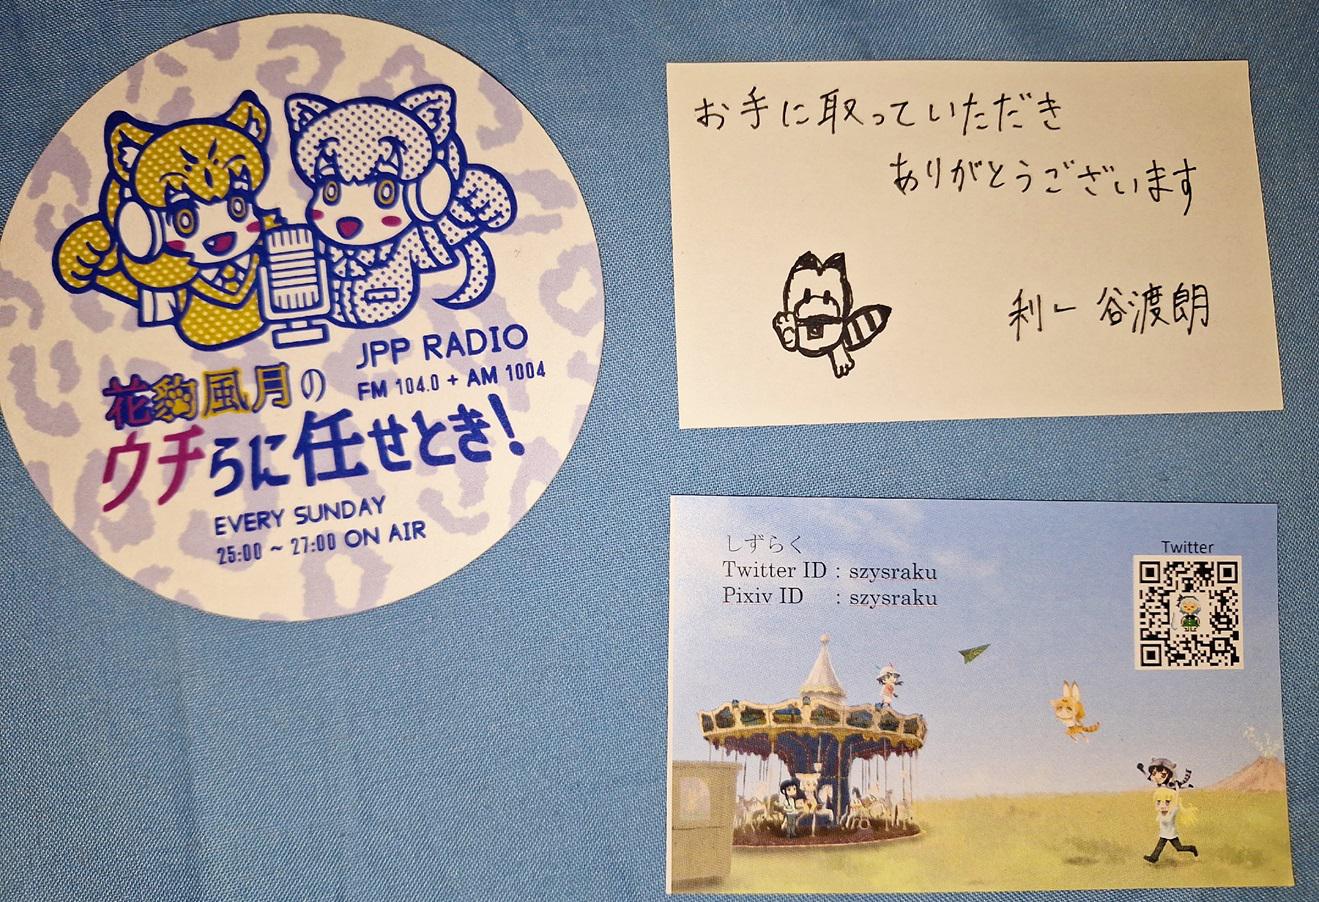 JPP RADIO
FM 104.0 + AM 1004
花豹風月の
ウチらに任せとき!
EVERY SUNDAY
25:00 ~ 27:00 ON AIR
お手に取っていただき
ありがとうございます
利一 谷渡朗
しずらく
Twitter ID : szysraku
Pixiv ID : szysraku
Twitter